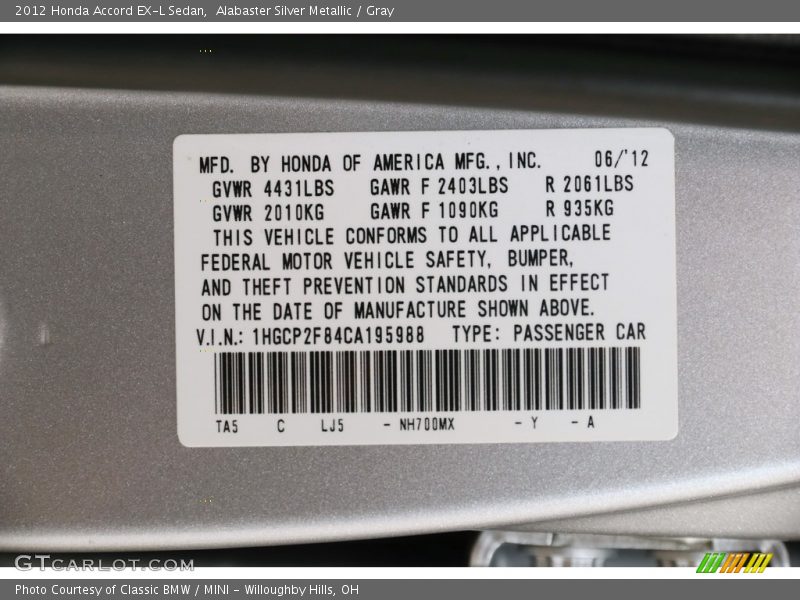 2012 Honda Accord EX-L Sedan, Alabaster Silver Metallic / Gray
MFD. BY HONDA OF AMERICA MFG., INC. 06/'12
GVWR 4431LBS GAWR F 2403LBS R 2061LBS
GVWR 2010KG GAWR F 1090KG R 935KG
THIS VEHICLE CONFORMS TO ALL APPLICABLE
FEDERAL MOTOR VEHICLE SAFETY, BUMPER,
AND THEFT PREVENTION STANDARDS IN EFFECT
ON THE DATE OF MANUFACTURE SHOWN ABOVE.
V.I.N.: 1HGCP2F84CA195988 TYPE: PASSENGER CAR
TA5 C LJ5 - NH700MX - Y - A
GTCARLOT.COM
Photo Courtesy of Classic BMW / MINI - Willoughby Hills, OH